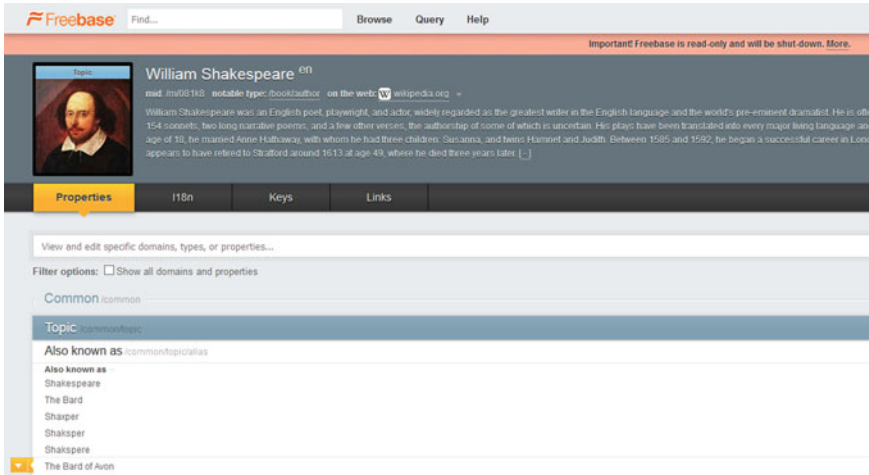 Freebase Find... Browse Query Help
Important! Freebase is read-only and will be shut-down. More.
Topic
William Shakespeare en
mid /m/081k8 notable type: /book/author on the web: W wikipedia.org
William Shakespeare was an English poet, playwright, and actor, widely regarded as the greatest writer in the English language and the world's pre-eminent dramatist. He is ofte
154 sonnets, two long narrative poems, and a few other verses, the authorship of some of which is uncertain. His plays have been translated into every major living language and
age of 18, he married Anne Hathaway, with whom he had three children: Susanna, and twins Hamnet and Judith. Between 1585 and 1592, he began a successful career in Lond
appears to have retired to Stratford around 1613 at age 49, where he died three years later. [-]
Properties I18n Keys Links
View and edit specific domains, types, or properties...
Filter options: Show all domains and properties
Common /common
Topic /common/topic
Also known as /common/topic/alias
Also known as
Shakespeare
The Bard
Shaxper
Shaksper
Shakspere
The Bard of Avon